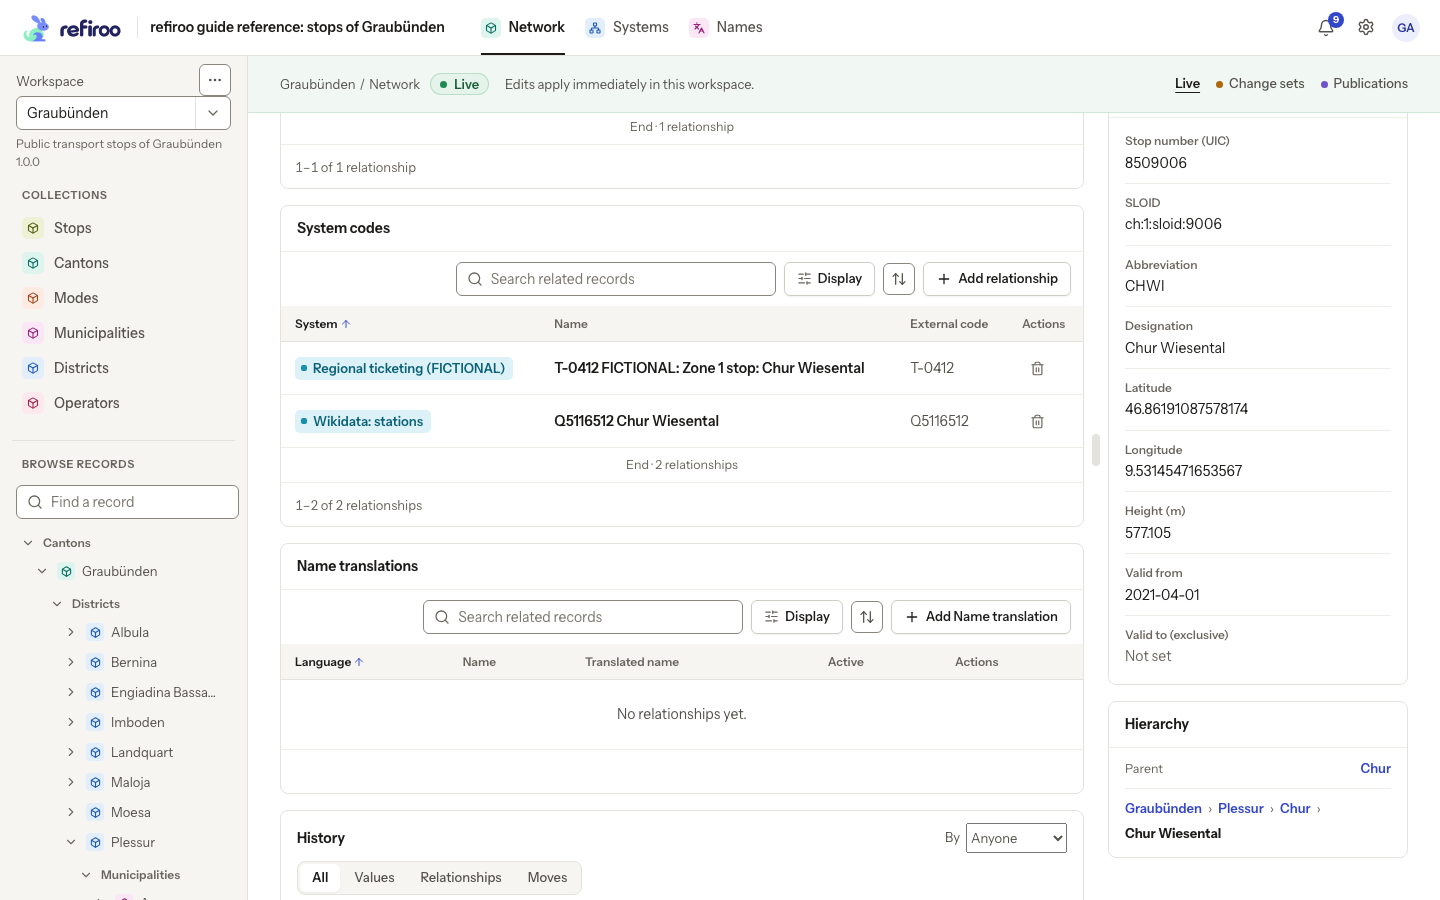 refiroo
refiroo guide reference: stops of Graubünden
Network
Systems
Names
9
GA
Workspace
Graubünden
Public transport stops of Graubünden
1.0.0
COLLECTIONS
Stops
Cantons
Modes
Municipalities
Districts
Operators
BROWSE RECORDS
Find a record
Cantons
Graubünden
Districts
Albula
Bernina
Engiadina Bassa...
Imboden
Landquart
Maloja
Moesa
Plessur
Municipalities
Graubünden / Network
Live
Edits apply immediately in this workspace.
Live
Change sets
Publications
End · 1 relationship
1–1 of 1 relationship
System codes
Search related records
Display
Add relationship
System ↑ Name External code Actions
Regional ticketing (FICTIONAL) T-0412 FICTIONAL: Zone 1 stop: Chur Wiesental T-0412
Wikidata: stations Q5116512 Chur Wiesental Q5116512
End · 2 relationships
1–2 of 2 relationships
Name translations
Search related records
Display
Add Name translation
Language ↑ Name Translated name Active Actions
No relationships yet.
History
By Anyone
All Values Relationships Moves
Stop number (UIC)
8509006
SLOID
ch:1:sloid:9006
Abbreviation
CHWI
Designation
Chur Wiesental
Latitude
46.86191087578174
Longitude
9.53145471653567
Height (m)
577.105
Valid from
2021-04-01
Valid to (exclusive)
Not set
Hierarchy
Parent Chur
Graubünden › Plessur › Chur ›
Chur Wiesental